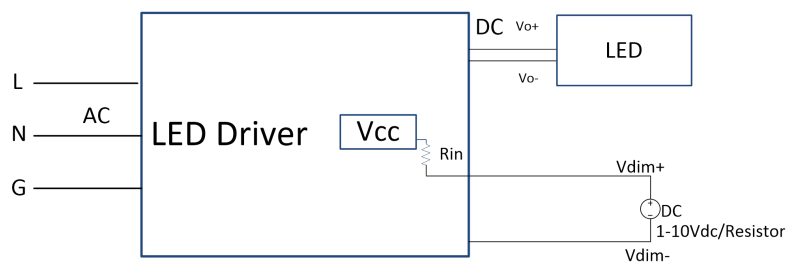 DC Vo+
LED
Vo-
L
AC
N
LED Driver
Vcc
Rin
G
Vdim+
+
-
DC
1-10Vdc/Resistor
Vdim-